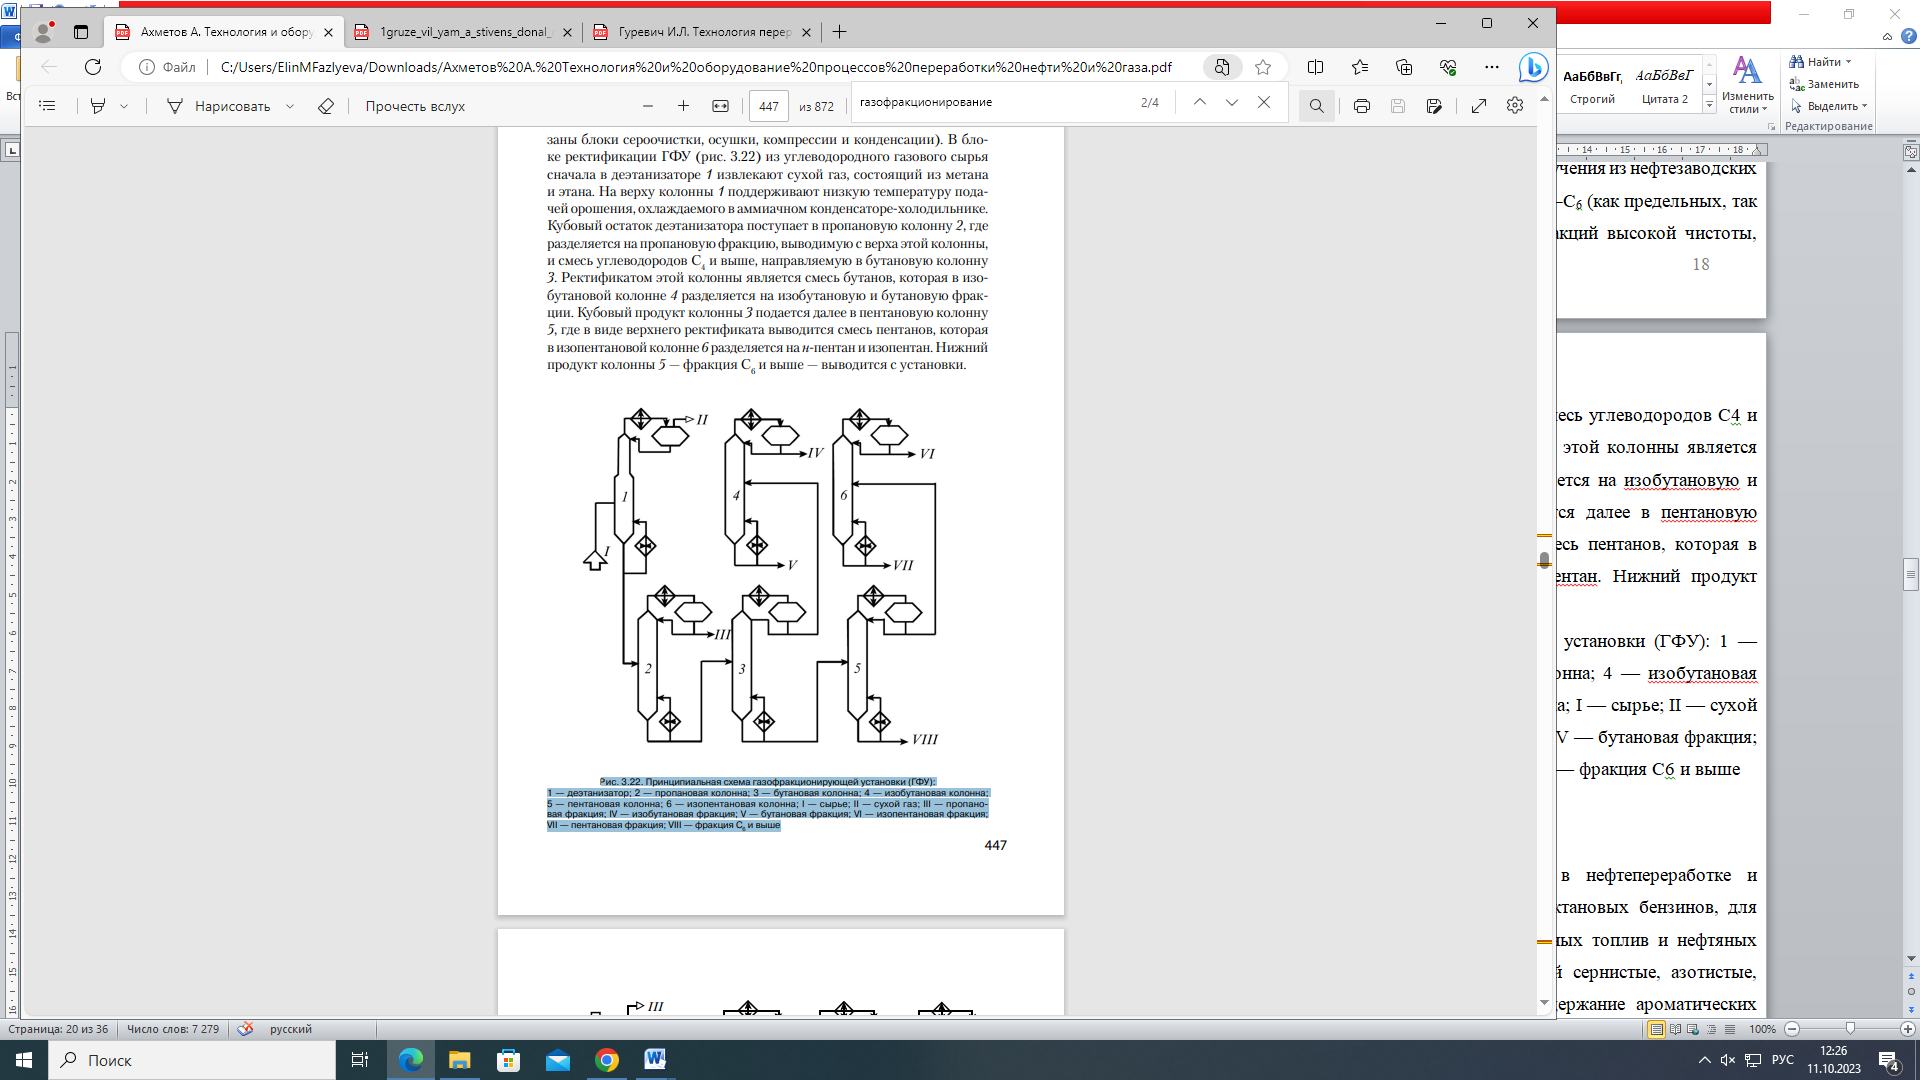 Ахметов А. Технология и обору
1gruze_vil_yam_a_stivens_donal_
Гуревич И.Л. Технология перер
Файл
C:/Users/ElinMFazlyeva/Downloads/Ахметов%20А.%20Технология%20и%20оборудование%20процессов%20переработки%20нефти%20и%20газа.pdf
Нарисовать
Прочесть вслух
447
из 872
газофракционирование
2/4
заны блоки сероочистки, осушки, компрессии и конденсации). В бло-
ке ректификации ГФУ (рис. 3.22) из углеводородного газового сырья
сначала в деэтанизаторе 1 извлекают сухой газ, состоящий из метана
и этана. На верху колонны 1 поддерживают низкую температуру пода-
чей орошения, охлаждаемого в аммиачном конденсаторе-холодильнике.
Кубовый остаток деэтанизатора поступает в пропановую колонну 2, где
разделяется на пропановую фракцию, выводимую с верха этой колонны,
и смесь углеводородов С4 и выше, направляемую в бутановую колонну
3. Ректификатом этой колонны является смесь бутанов, которая в изо-
бутановой колонне 4 разделяется на изобутановую и бутановую фрак-
ции. Кубовый продукт колонны 3 подается далее в пентановую колонну
5, где в виде верхнего ректификата выводится смесь пентанов, которая
в изопентановой колонне 6 разделяется на н-пентан и изопентан. Нижний
продукт колонны 5 — фракция С6 и выше — выводится с установки.
II
IV
VI
1
4
6
I
V
VII
III
2
3
5
VIII
Рис. 3.22. Принципиальная схема газофракционирующей установки (ГФУ):
1 — деэтанизатор; 2 — пропановая колонна; 3 — бутановая колонна; 4 — изобутановая колонна;
5 — пентановая колонна; 6 — изопентановая колонна; I — сырье; II — сухой газ; III — пропано-
вая фракция; IV — изобутановая фракция; V — бутановая фракция; VI — изопентановая фракция;
VII — пентановая фракция; VIII — фракция С6 и выше
447
III
АаБбВвГг,
АаБбВвГ
Строгий
Цитата 2
Изменить стили
Найти
Заменить
Выделить
Редактирование
14 15 16 17 18
учения из нефтезаводских
–С6 (как предельных, так
акций высокой чистоты,
18
есь углеводородов С4 и
этой колонны является
ется на изобутановую и
ся далее в пентановую
есь пентанов, которая в
ентан. Нижний продукт
установки (ГФУ): 1 —
онна; 4 — изобутановая
а; I — сырье; II — сухой
V — бутановая фракция;
— фракция С6 и выше
в нефтепереработке и
ктановых бензинов, для
ных топлив и нефтяных
й сернистые, азотистые,
держание ароматических
Страница: 20 из 36
Число слов: 7 279
русский
100%
Поиск
РУС
12:26
11.10.2023
4